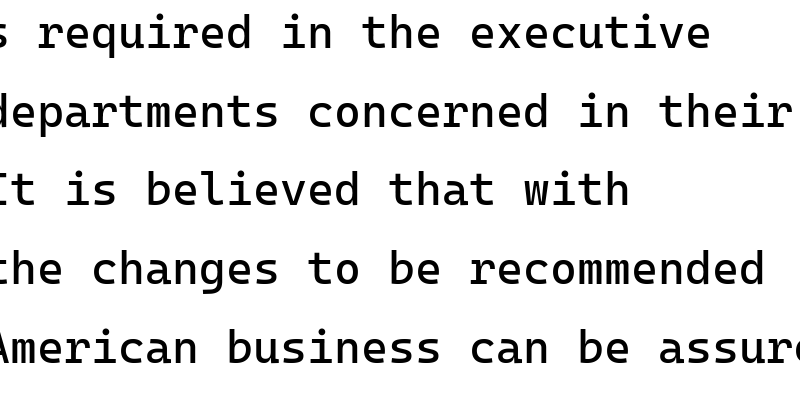 s required in the executive
departments concerned in their
It is believed that with
the changes to be recommended
American business can be assure